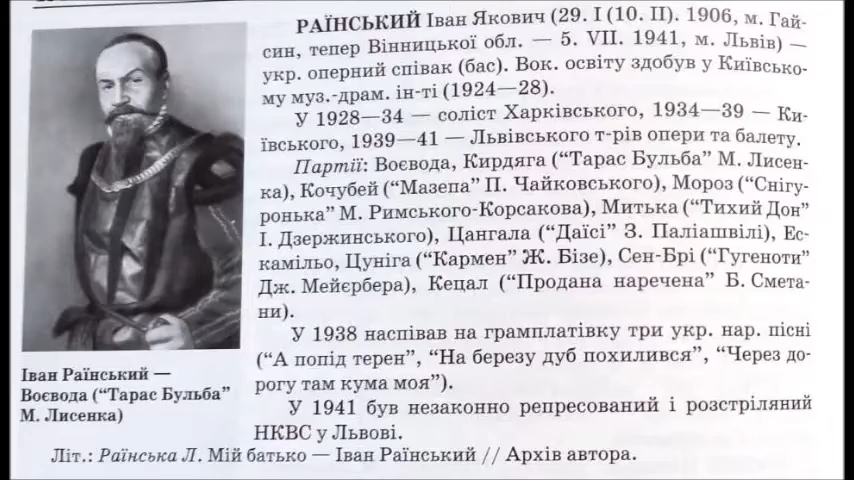 РАЇНСЬКИЙ Іван Якович (29. I (10. II). 1906, м. Гай-
син, тепер Вінницької обл. — 5. VII. 1941, м. Львів) —
укр. оперний співак (бас). Вок. освіту здобув у Київсько-
му муз.-драм. ін-ті (1924—28).
У 1928—34 — соліст Харківського, 1934—39 — Ки-
ївського, 1939—41 — Львівського т-рів опери та балету.
Партії: Воєвода, Кирдяга (“Тарас Бульба” М. Лисен-
ка), Кочубей (“Мазепа” П. Чайковського), Мороз (“Снігу-
ронька” М. Римського-Корсакова), Митька (“Тихий Дон”
І. Дзержинського), Цангала (“Даїсі” З. Паліашвілі), Ес-
камільо, Цуніга (“Кармен” Ж. Бізе), Сен-Брі (“Гугеноти”
Дж. Мейєрбера), Кецал (“Продана наречена” Б. Смета-
ни).
У 1938 наспівав на грамплатівку три укр. нар. пісні
(“А попід терен”, “На березу дуб похилився”, “Через до-
рогу там кума моя”).
У 1941 був незаконно репресований і розстріляний
НКВС у Львові.
Літ.: Раїнська Л. Мій батько — Іван Раїнський // Архів автора.
Іван Раїнський —
Воєвода (“Тарас Бульба”
М. Лисенка)